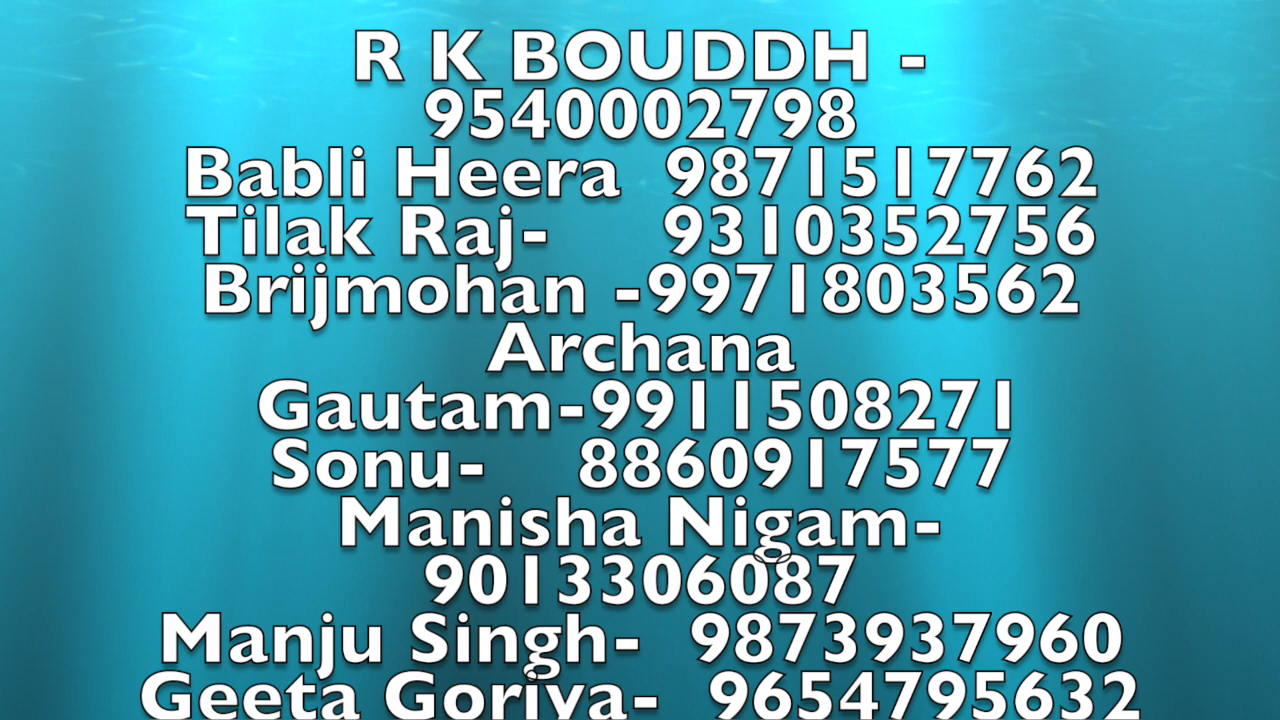 R K BOUDDH -
9540002798
Babli Heera 9871517762
Tilak Raj- 9310352756
Brijmohan -9971803562
Archana
Gautam-9911508271
Sonu- 8860917577
Manisha Nigam-
9013306087
Manju Singh- 9873937960
Geeta Goriya- 9654795632